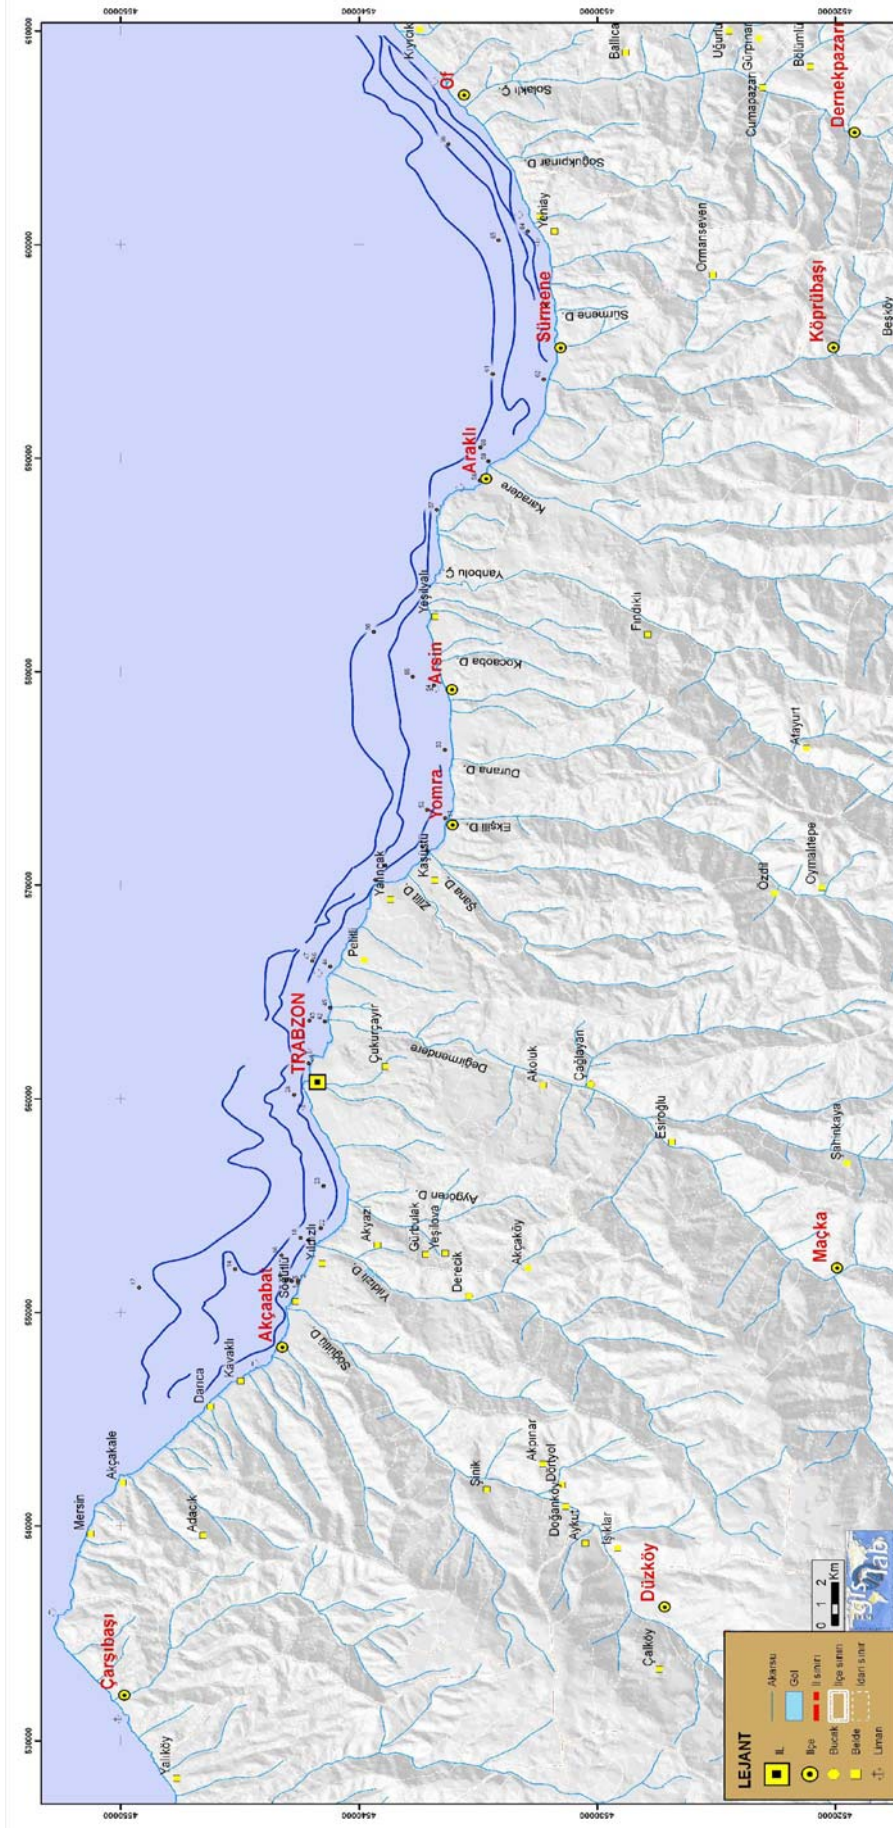 610000
600000
590000
580000
570000
560000
550000
540000
530000
4550000
4540000
4530000
4520000
Kıyıcık
Of
Solaklı Ç.
Ballıca
Uğurlu
Gürpınar
Cumapazarı
Bölümlü
Dernekpazarı
Soğukpınar D.
Yeniay
Ormanseven
Sürmene
Sürmene D.
Köprübaşı
Beşköy
Araklı
Karadere
Yanbolu Ç.
Yeşilyalı
Fındıklı
Arsin
Kocaoba D.
Atayurt
Yomra
Durana D.
Ekşili D.
Kaşüstü
Yalıncak
Şana D.
Zilit D.
Özdil
Oymalıtepe
Pelitli
TRABZON
Çukurçayır
Değirmendere
Akoluk
Çağlayan
Esiroğlu
Şahinkaya
Aygören D.
Akyazı
Gürbulak
Yeşilova
Derecik
Akçaköy
Maçka
Yıldızlı
Yıldızlı D.
Söğütlü
Akçaabat
Söğütlü D.
Kavaklı
Darıca
Akçakale
Mersin
Adacık
Şinik
Akpınar
Dörtyol
Doğanköy
Aykut
Işıklar
Düzköy
Çalköy
Çarşıbaşı
Yalıköy
0 1 2
Km
gislab
LEJANT
İL
İlçe
Bucak
Belde
Liman
Akarsu
Göl
İl sınırı
İlçe sınırı
İdari sınır